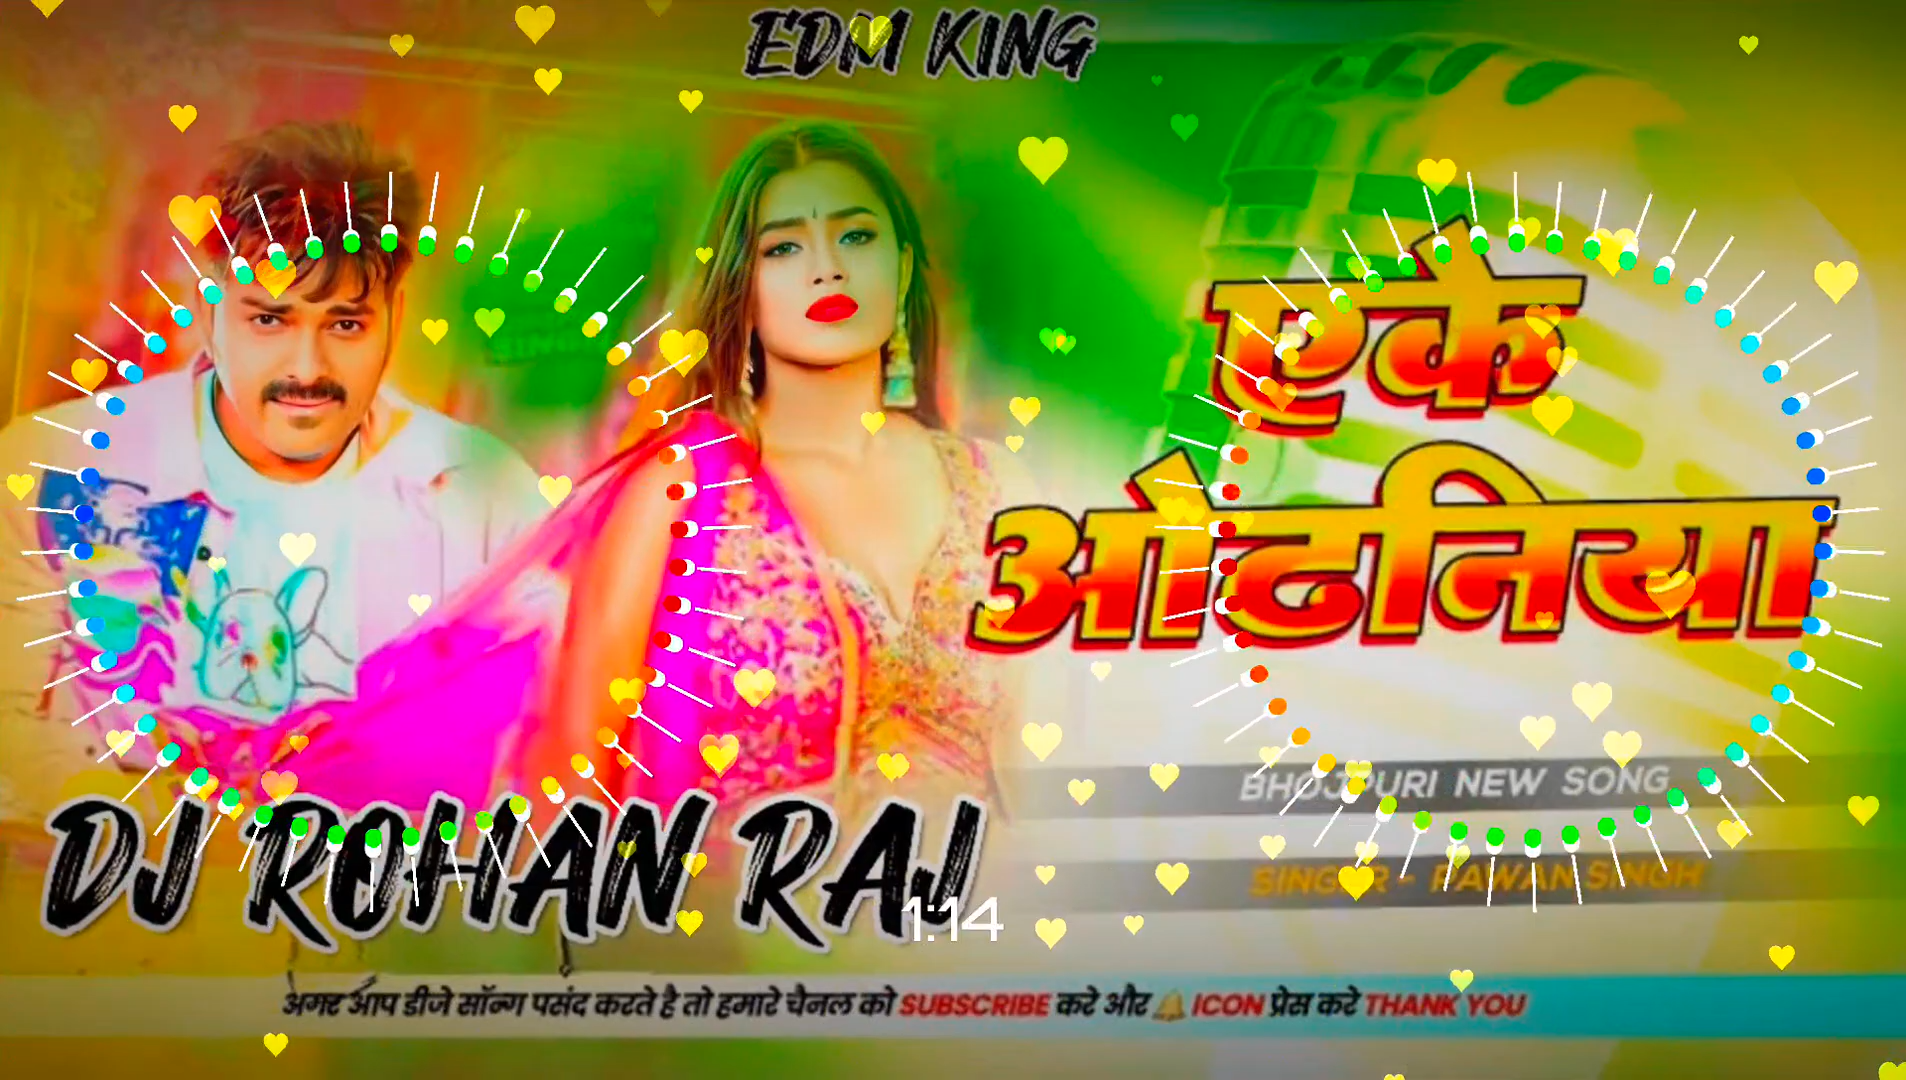 EDM KING
एके
ओढनिया
BHOJPURI NEW SONG
SINGER - PAWAN SINGH
DJ ROHAN RAJ
1:14
अगर आप डीजे सॉन्ग पसंद करते है तो हमारे चैनल को SUBSCRIBE करे और 🔔 ICON प्रेस करे THANK YOU